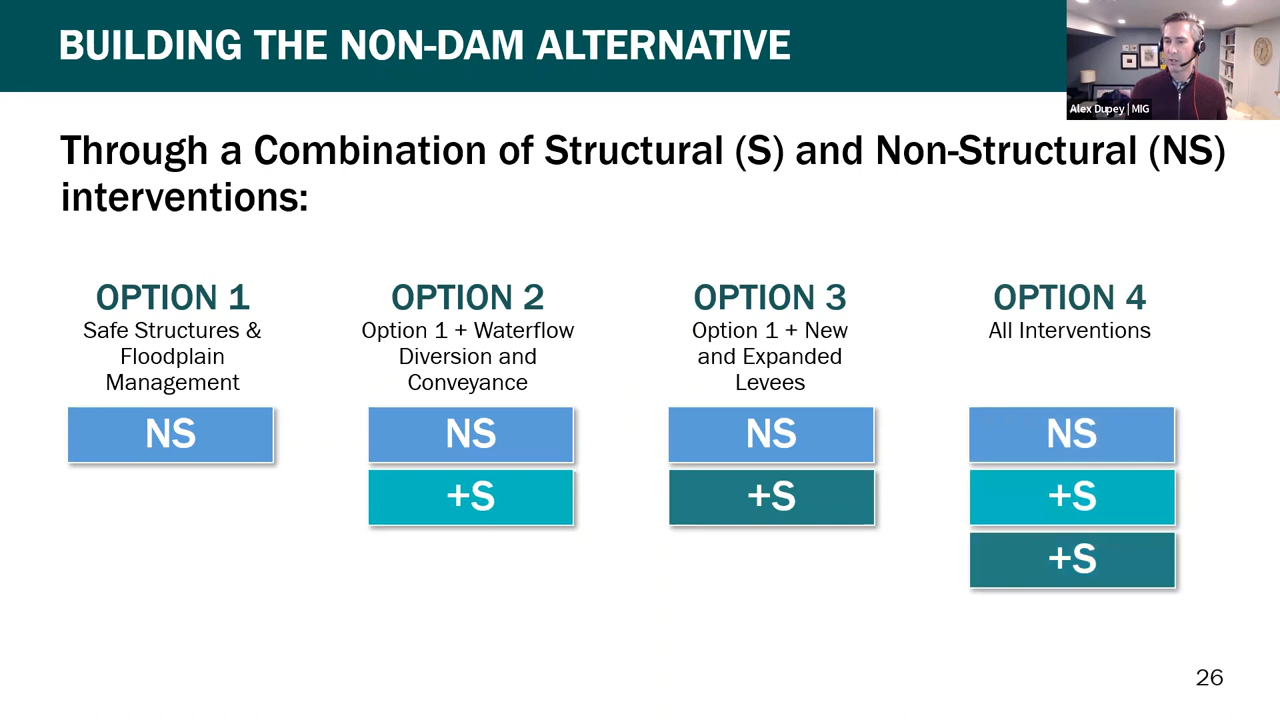 BUILDING THE NON-DAM ALTERNATIVE
Alex Dupey | MIG
Through a Combination of Structural (S) and Non-Structural (NS)
interventions:
OPTION 1
Safe Structures &
Floodplain
Management
NS
OPTION 2
Option 1 + Waterflow
Diversion and
Conveyance
NS
+S
OPTION 3
Option 1 + New
and Expanded
Levees
NS
+S
OPTION 4
All Interventions
NS
+S
+S
26